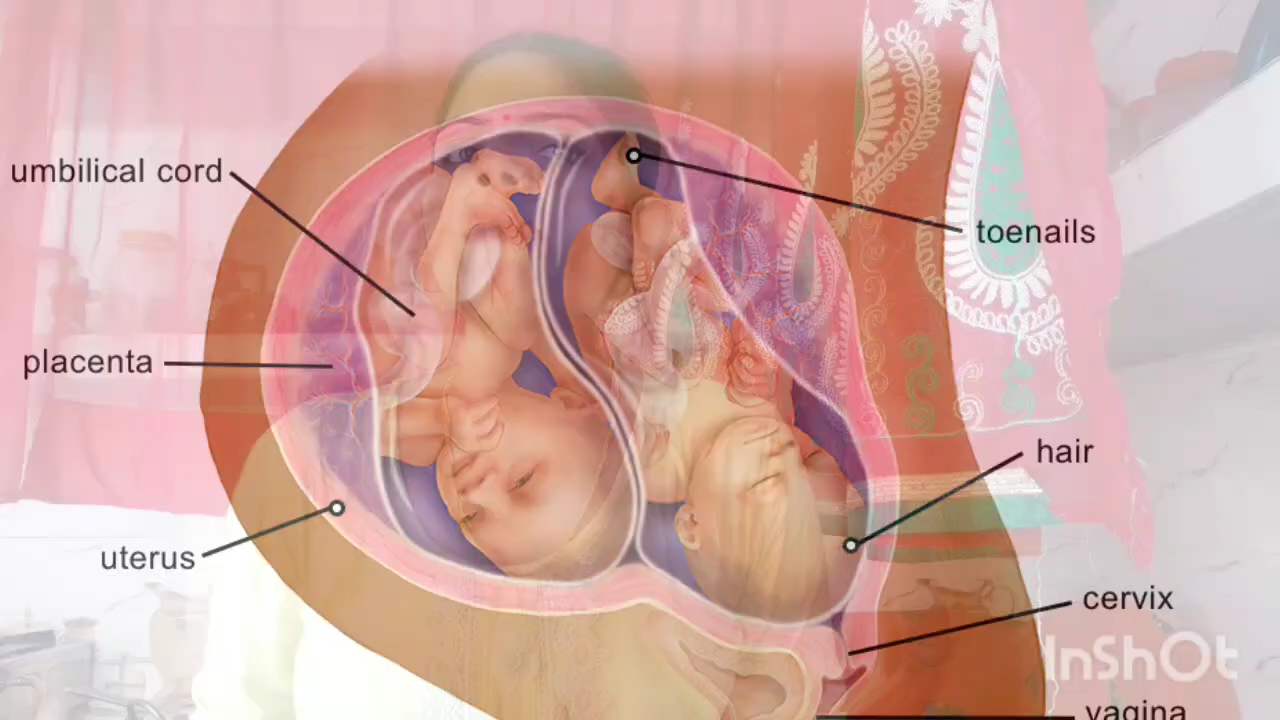 umbilical cord
toenails
placenta
hair
uterus
cervix
InShOt
vagina